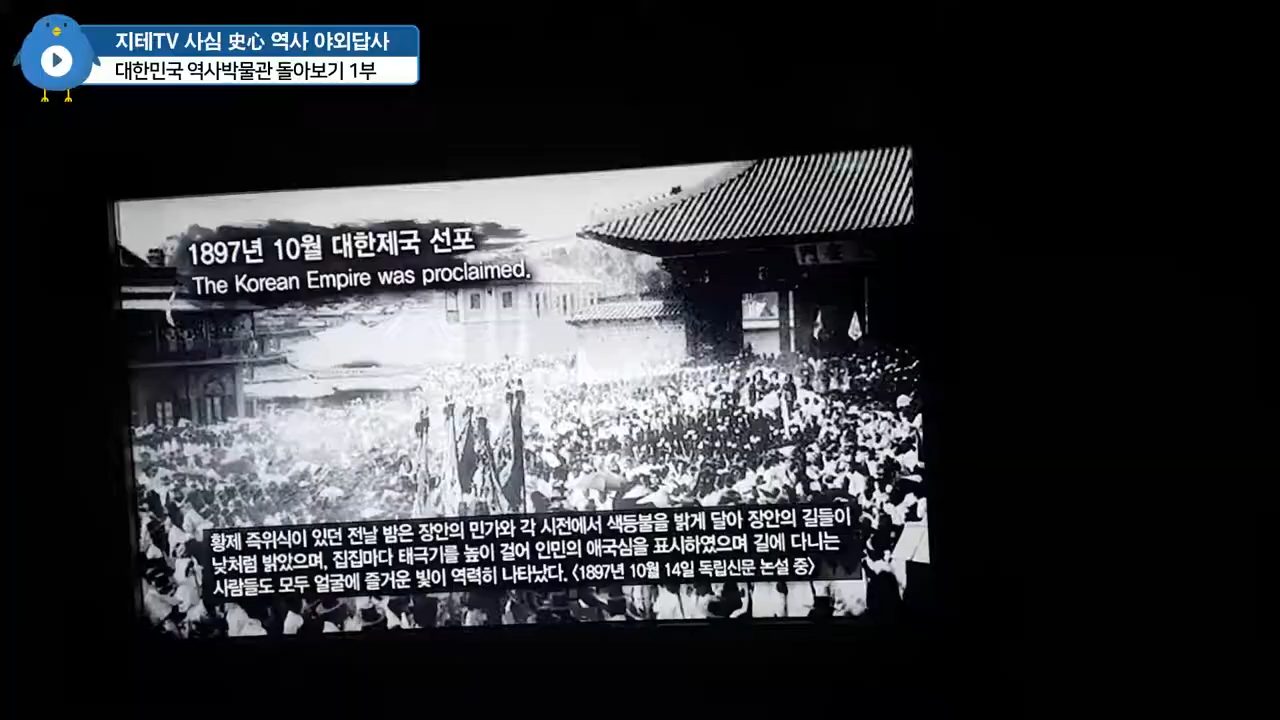 지테TV 사심 史心 역사 야외답사
대한민국 역사박물관 돌아보기 1부
1897년 10월 대한제국 선포
The Korean Empire was proclaimed.
황제 즉위식이 있던 전날 밤은 장안의 민가와 각 시전에서 색등불을 밝게 달아 장안의 길들이
낮처럼 밝았으며, 집집마다 태극기를 높이 걸어 인민의 애국심을 표시하였으며 길에 다니는
사람들도 모두 얼굴에 즐거운 빛이 역력히 나타났다. <1897년 10월 14일 독립신문 논설 중>